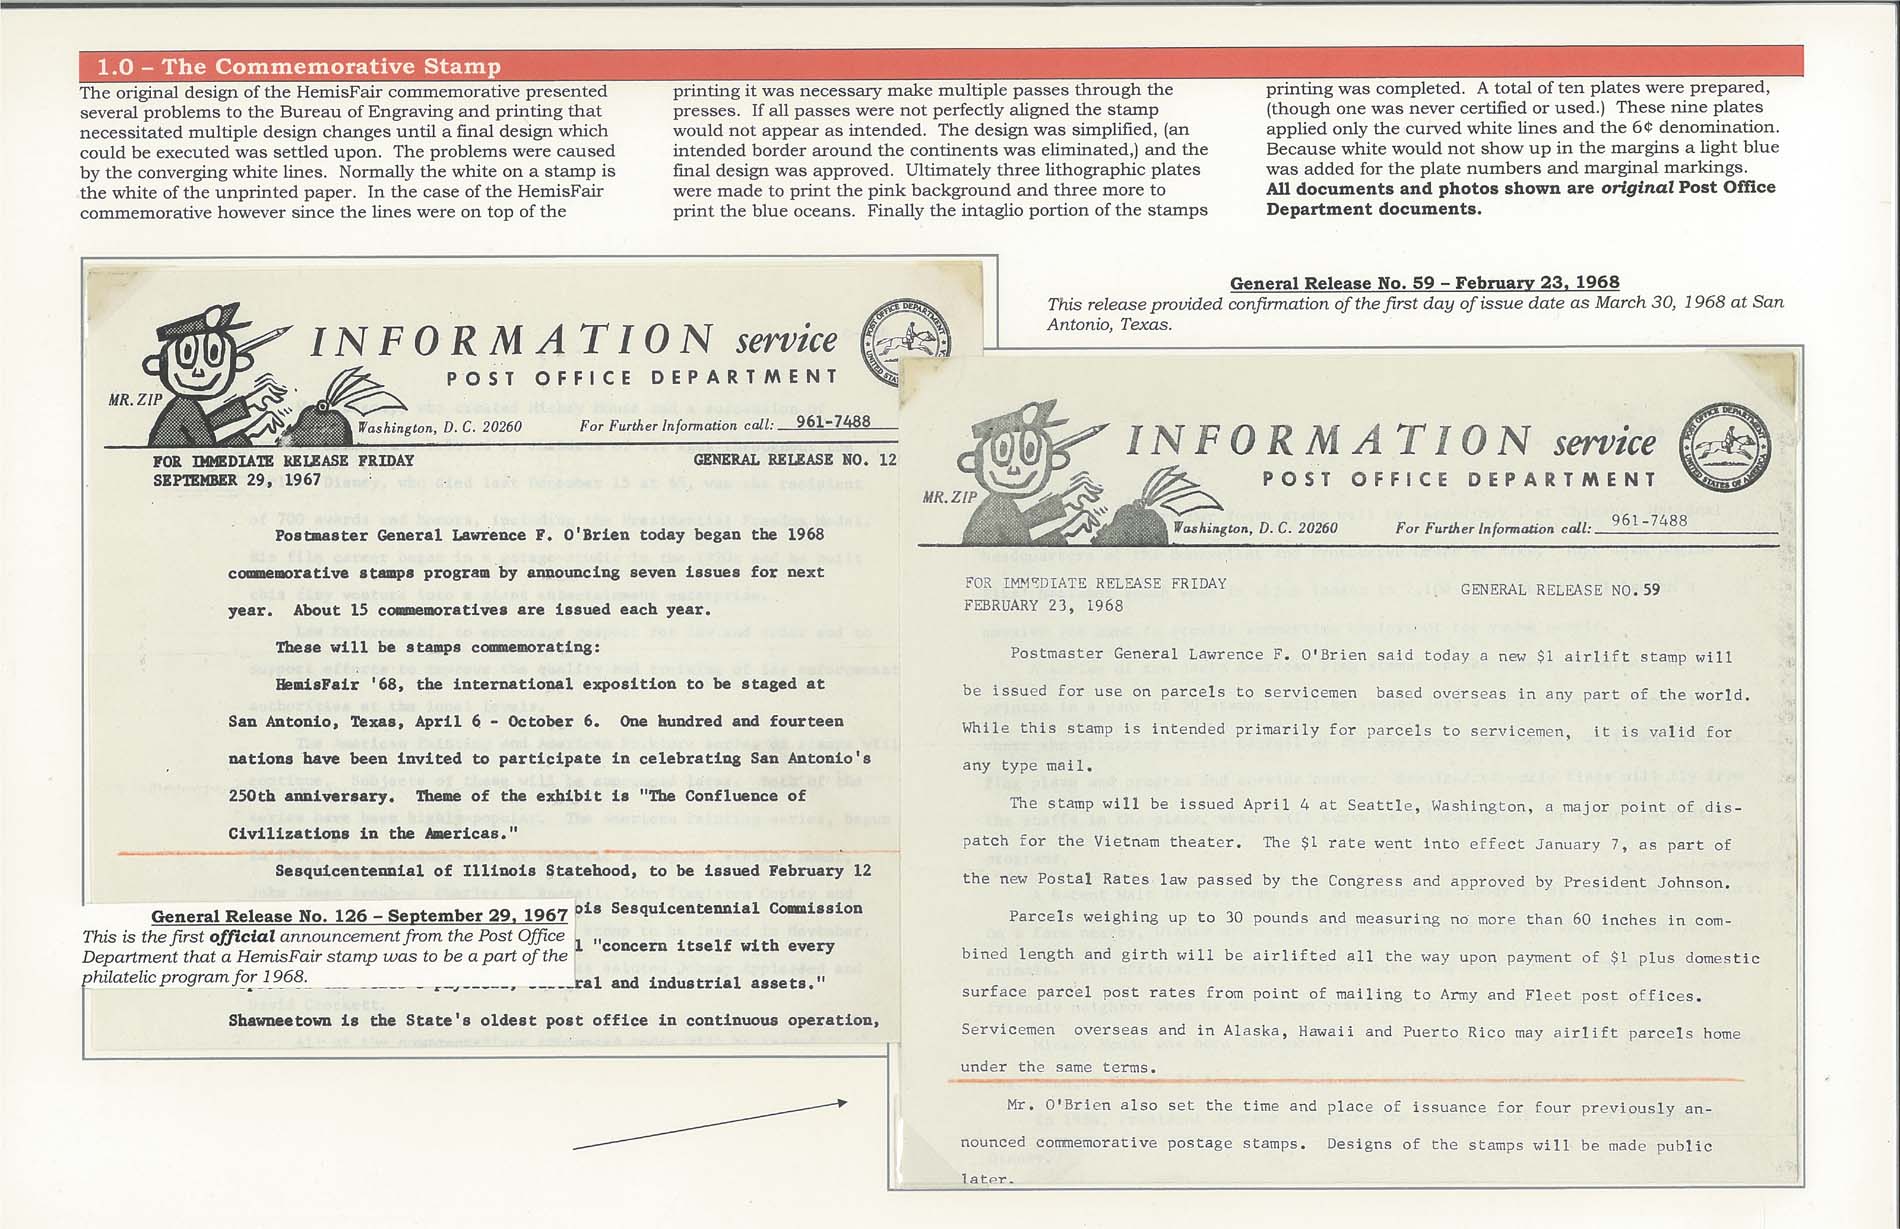 1.0 – The Commemorative Stamp
The original design of the HemisFair commemorative presented
several problems to the Bureau of Engraving and printing that
necessitated multiple design changes until a final design which
could be executed was settled upon.  The problems were caused
by the converging white lines.  Normally the white on a stamp is
the white of the unprinted paper.  In the case of the HemisFair
commemorative however since the lines were on top of the
printing it was necessary make multiple passes through the
presses.  If all passes were not perfectly aligned the stamp
would not appear as intended.  The design was simplified, (an
intended border around the continents was eliminated,) and the
final design was approved.  Ultimately three lithographic plates
were made to print the pink background and three more to
print the blue oceans.  Finally the intaglio portion of the stamps
printing was completed.  A total of ten plates were prepared,
(though one was never certified or used.)  These nine plates
applied only the curved white lines and the 6¢ denomination.
Because white would not show up in the margins a light blue
was added for the plate numbers and marginal markings.
All documents and photos shown are original Post Office
Department documents.
INFORMATION service
POST OFFICE DEPARTMENT
MR. ZIP
Washington, D. C. 20260 For Further Information call: 961-7488
FOR IMMEDIATE RELEASE FRIDAY GENERAL RELEASE NO. 12
SEPTEMBER 29, 1967
Postmaster General Lawrence F. O'Brien today began the 1968
commemorative stamps program by announcing seven issues for next
year.  About 15 commemoratives are issued each year.
These will be stamps commemorating:
HemisFair '68, the international exposition to be staged at
San Antonio, Texas, April 6 - October 6.  One hundred and fourteen
nations have been invited to participate in celebrating San Antonio's
250th anniversary.  Theme of the exhibit is "The Confluence of
Civilizations in the Americas."
Sesquicentennial of Illinois Statehood, to be issued February 12
ois Sesquicentennial Commission
l "concern itself with every
ral and industrial assets."
Shawneetown is the State's oldest post office in continuous operation,
General Release No. 126 – September 29, 1967
This is the first official announcement from the Post Office
Department that a HemisFair stamp was to be a part of the
philatelic program for 1968.
General Release No. 59 – February 23, 1968
This release provided confirmation of the first day of issue date as March 30, 1968 at San
Antonio, Texas.
INFORMATION service
POST OFFICE DEPARTMENT
POST OFFICE DEPARTMENT UNITED STATES OF AMERICA
MR. ZIP
Washington, D. C. 20260 For Further Information call: 961-7488
FOR IMMEDIATE RELEASE FRIDAY GENERAL RELEASE NO. 59
FEBRUARY 23, 1968
Postmaster General Lawrence F. O'Brien said today a new $1 airlift stamp will
be issued for use on parcels to servicemen  based overseas in any part of the world.
While this stamp is intended primarily for parcels to servicemen,  it is valid for
any type mail.
The stamp will be issued April 4 at Seattle, Washington, a major point of dis-
patch for the Vietnam theater.  The $1 rate went into effect January 7, as part of
the new Postal Rates law passed by the Congress and approved by President Johnson.
Parcels weighing up to 30 pounds and measuring no more than 60 inches in com-
bined length and girth will be airlifted all the way upon payment of $1 plus domestic
surface parcel post rates from point of mailing to Army and Fleet post offices.
Servicemen  overseas and in Alaska, Hawaii and Puerto Rico may airlift parcels home
under the same terms.
Mr. O'Brien also set the time and place of issuance for four previously an-
nounced commemorative postage stamps.  Designs of the stamps will be made public
later.